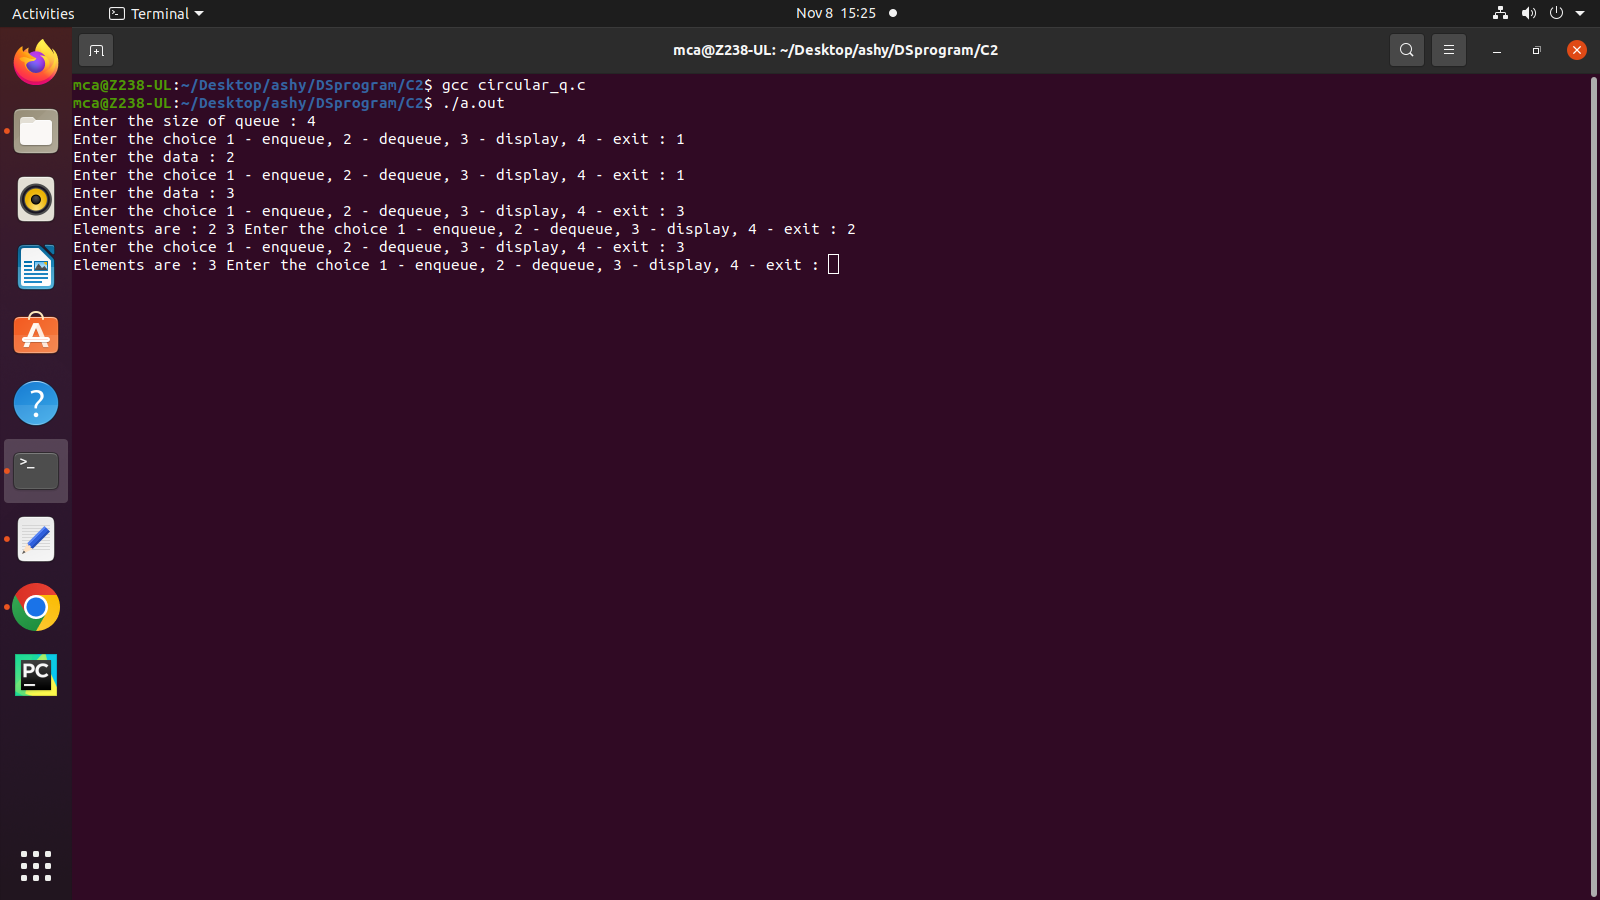 Activities
Terminal
Nov 8 15:25
mca@Z238-UL: ~/Desktop/ashy/DSprogram/C2
mca@Z238-UL:~/Desktop/ashy/DSprogram/C2$ gcc circular_q.c
mca@Z238-UL:~/Desktop/ashy/DSprogram/C2$ ./a.out
Enter the size of queue : 4
Enter the choice 1 - enqueue, 2 - dequeue, 3 - display, 4 - exit : 1
Enter the data : 2
Enter the choice 1 - enqueue, 2 - dequeue, 3 - display, 4 - exit : 1
Enter the data : 3
Enter the choice 1 - enqueue, 2 - dequeue, 3 - display, 4 - exit : 3
Elements are : 2 3 Enter the choice 1 - enqueue, 2 - dequeue, 3 - display, 4 - exit : 2
Enter the choice 1 - enqueue, 2 - dequeue, 3 - display, 4 - exit : 3
Elements are : 3 Enter the choice 1 - enqueue, 2 - dequeue, 3 - display, 4 - exit :
PC